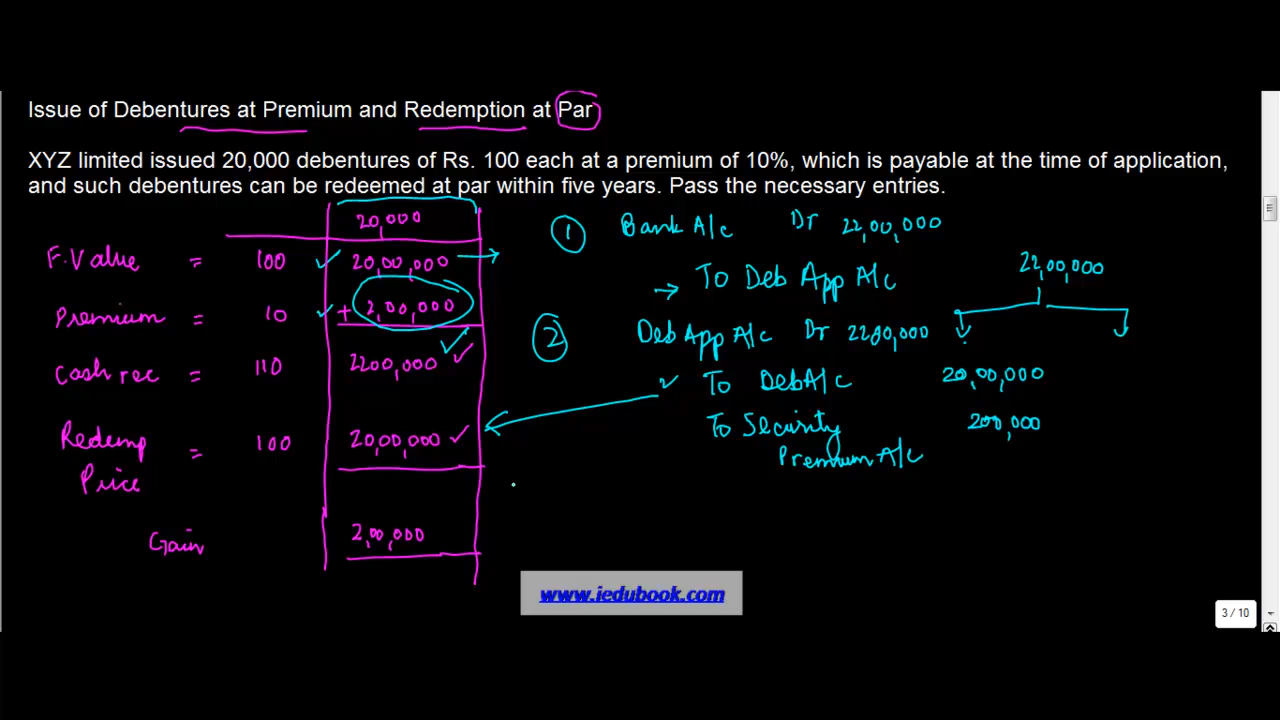 Issue of Debentures at Premium and Redemption at Par
XYZ limited issued 20,000 debentures of Rs. 100 each at a premium of 10%, which is payable at the time of application,
and such debentures can be redeemed at par within five years. Pass the necessary entries.
20,000
F.Value = 100 20,00,000
Premium = 10 + 2,00,000
Cash rec = 110 2200,000
Redemp = 100 20,00,000
Price
Gain 2,00,000
1 Bank A/c Dr 22,00,000
To Deb App A/c
22,00,000
2 Deb App A/c Dr 2200,000
To Deb A/c 20,00,000
To Security 200,000
Premium A/c
www.iedubook.com
3 / 10